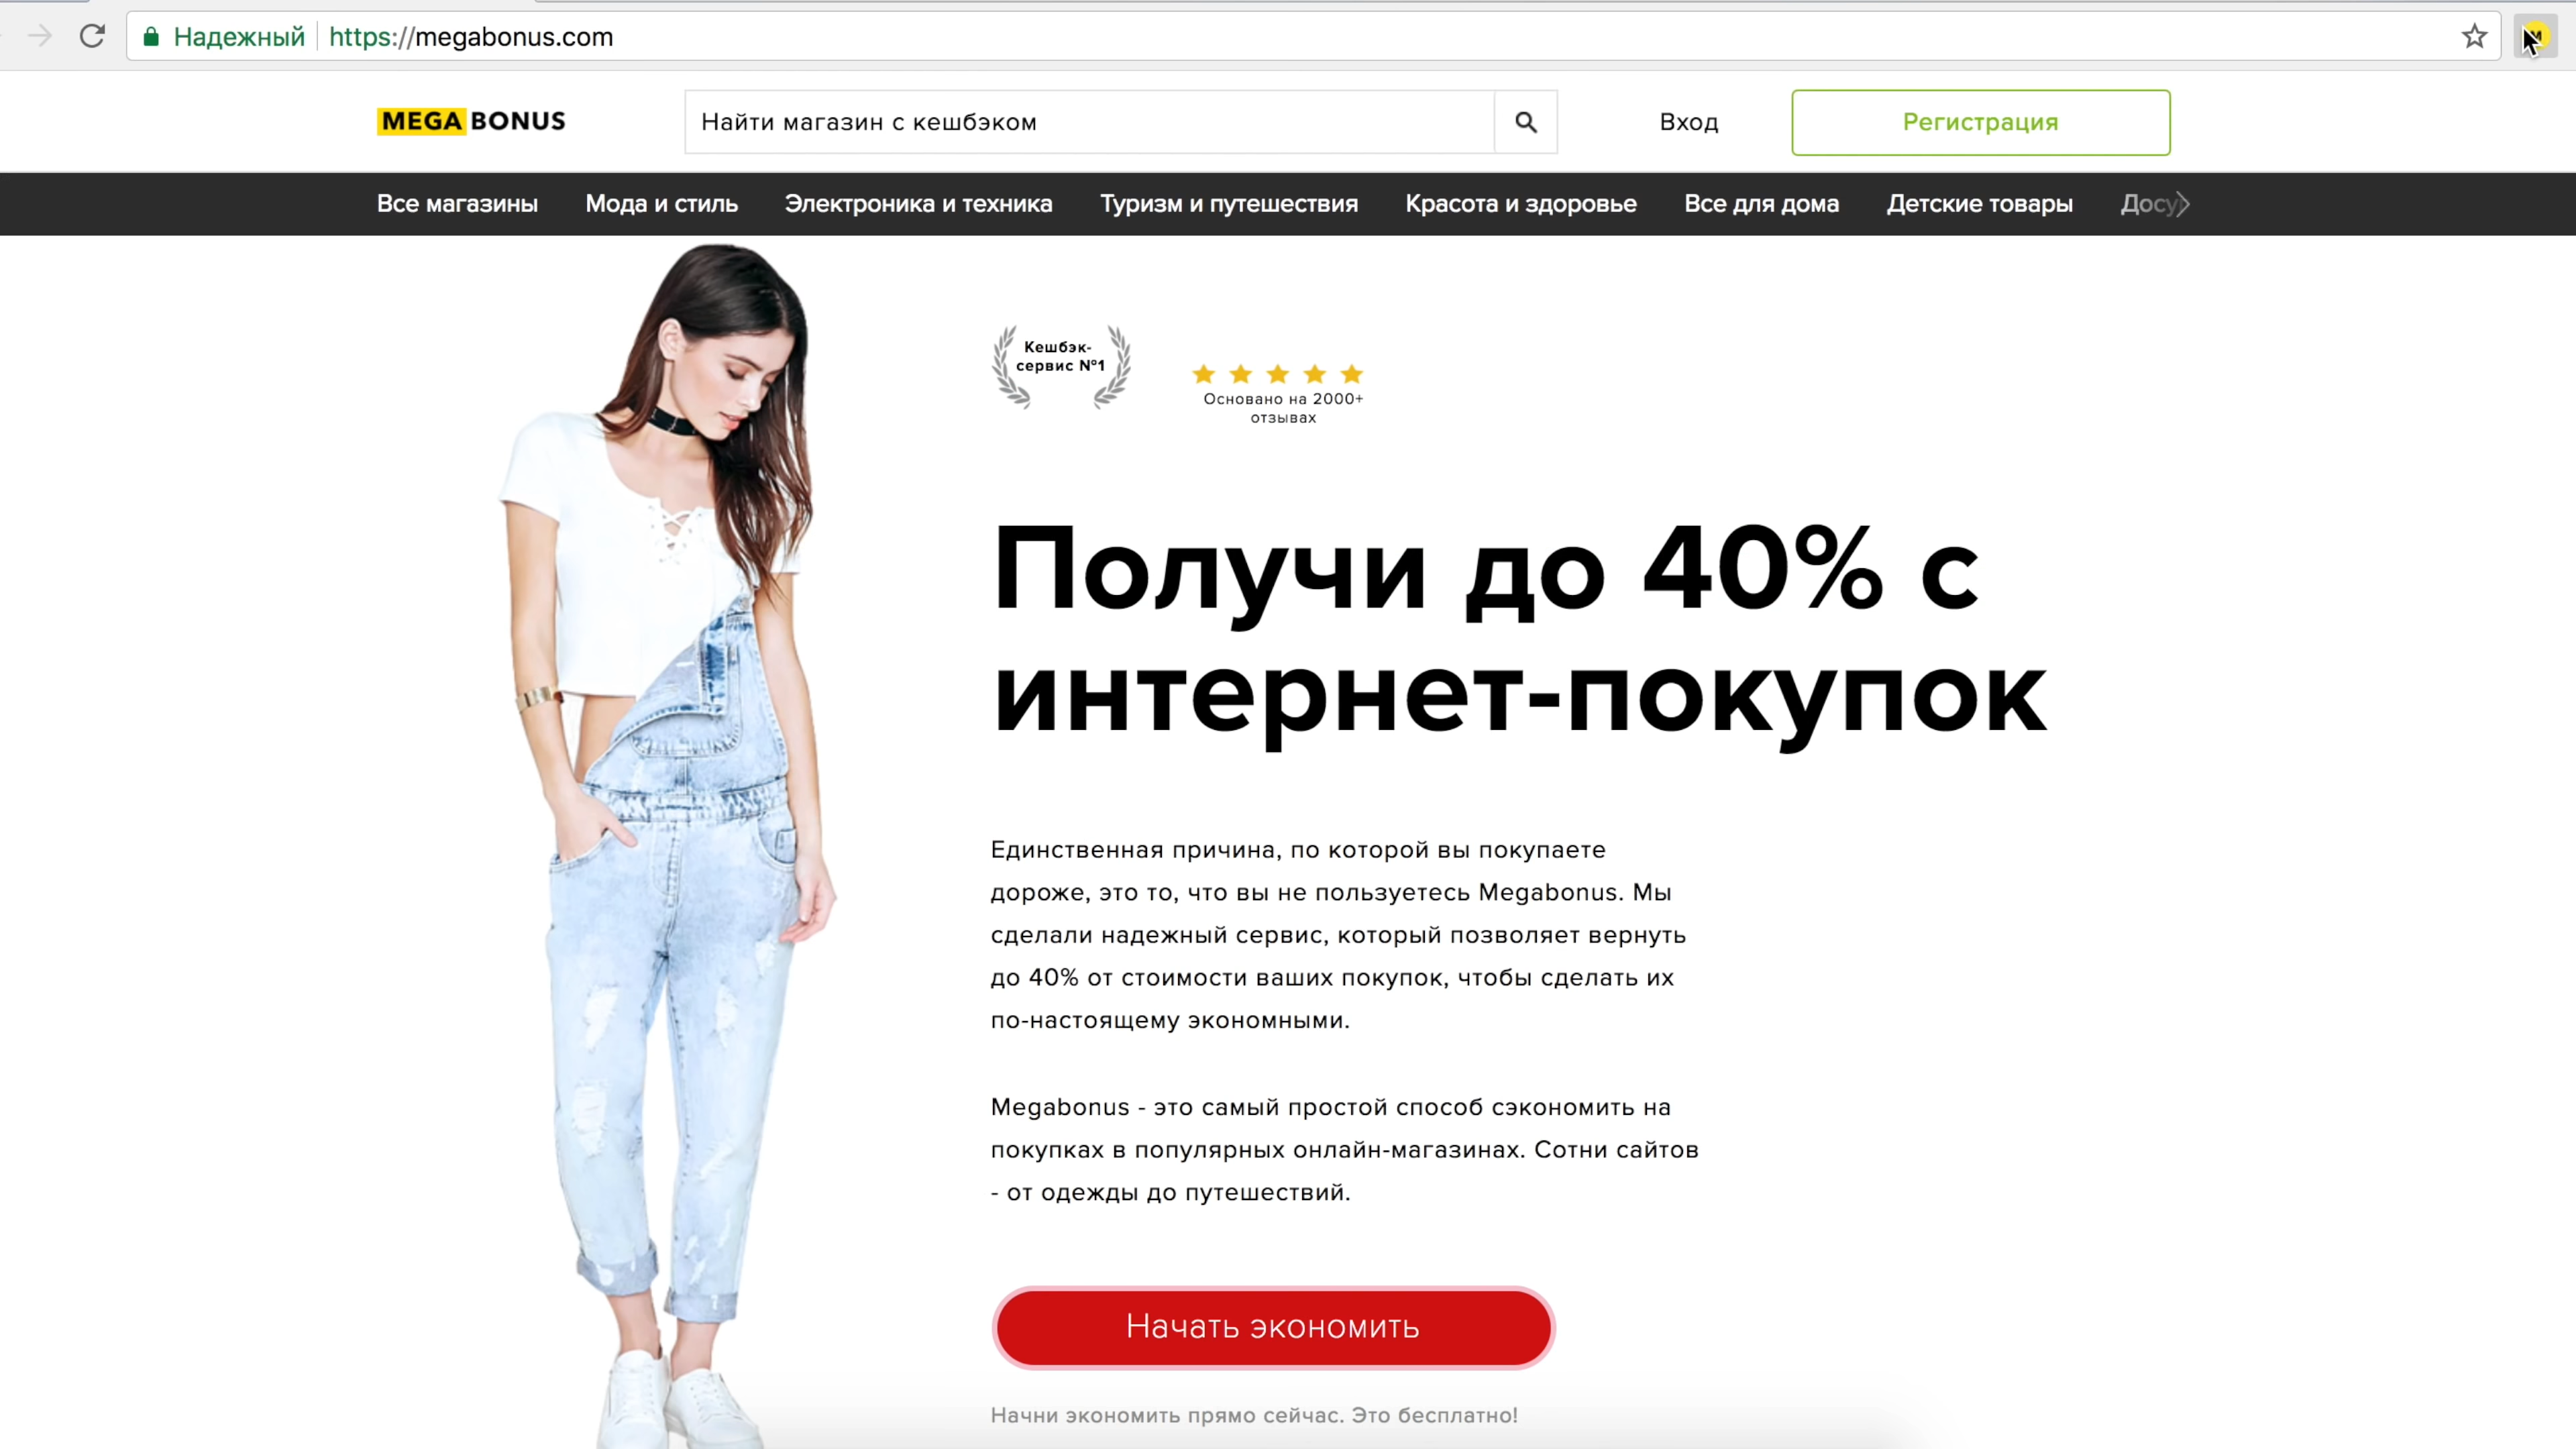 Надежный https://megabonus.com
MEGA BONUS
Найти магазин с кешбэком
Вход
Регистрация
Все магазины Мода и стиль Электроника и техника Туризм и путешествия Красота и здоровье Все для дома Детские товары Досу
Кешбэк-
сервис №1
Основано на 2000+
отзывах
Получи до 40% с
интернет-покупок
Единственная причина, по которой вы покупаете
дороже, это то, что вы не пользуетесь Megabonus. Мы
сделали надежный сервис, который позволяет вернуть
до 40% от стоимости ваших покупок, чтобы сделать их
по-настоящему экономными.
Megabonus - это самый простой способ сэкономить на
покупках в популярных онлайн-магазинах. Сотни сайтов
- от одежды до путешествий.
Начать экономить
Начни экономить прямо сейчас. Это бесплатно!